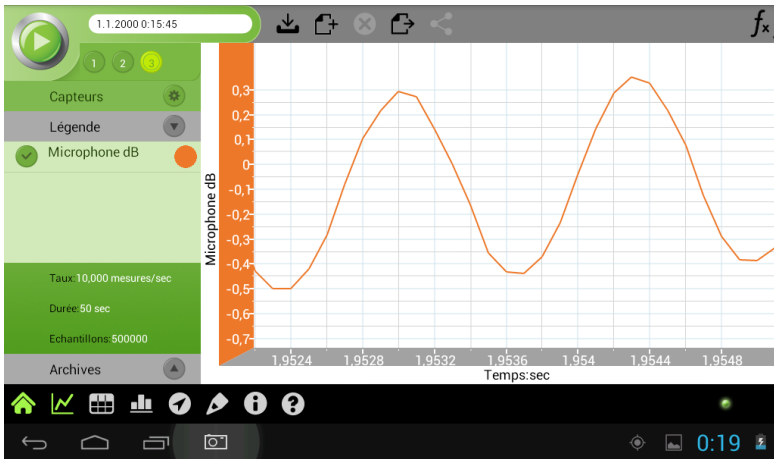 1.1.2000 0:15:45
fx
1 2 3
Capteurs
Légende
Microphone dB
Taux:10,000 mesures/sec
Durée:50 sec
Echantillons:500000
Archives
Microphone dB
0,3
0,2
0,1
0
-0,1
-0,2
-0,3
-0,4
-0,5
-0,6
-0,7
1,9524 1,9528 1,9532 1,9536 1,954 1,9544 1,9548
Temps:sec
0:19